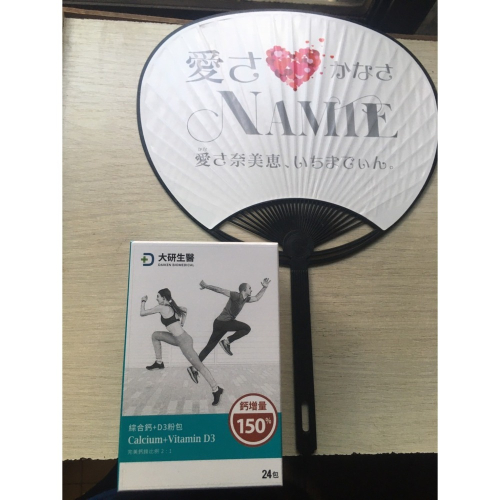 愛さ かなさ
NAMIE
愛さ奈美恵、いちまでぃん。
大研生醫
DAIKEN BIOMEDICAL
鈣增量
150%
綜合鈣+D3粉包
Calcium+Vitamin D3
24包